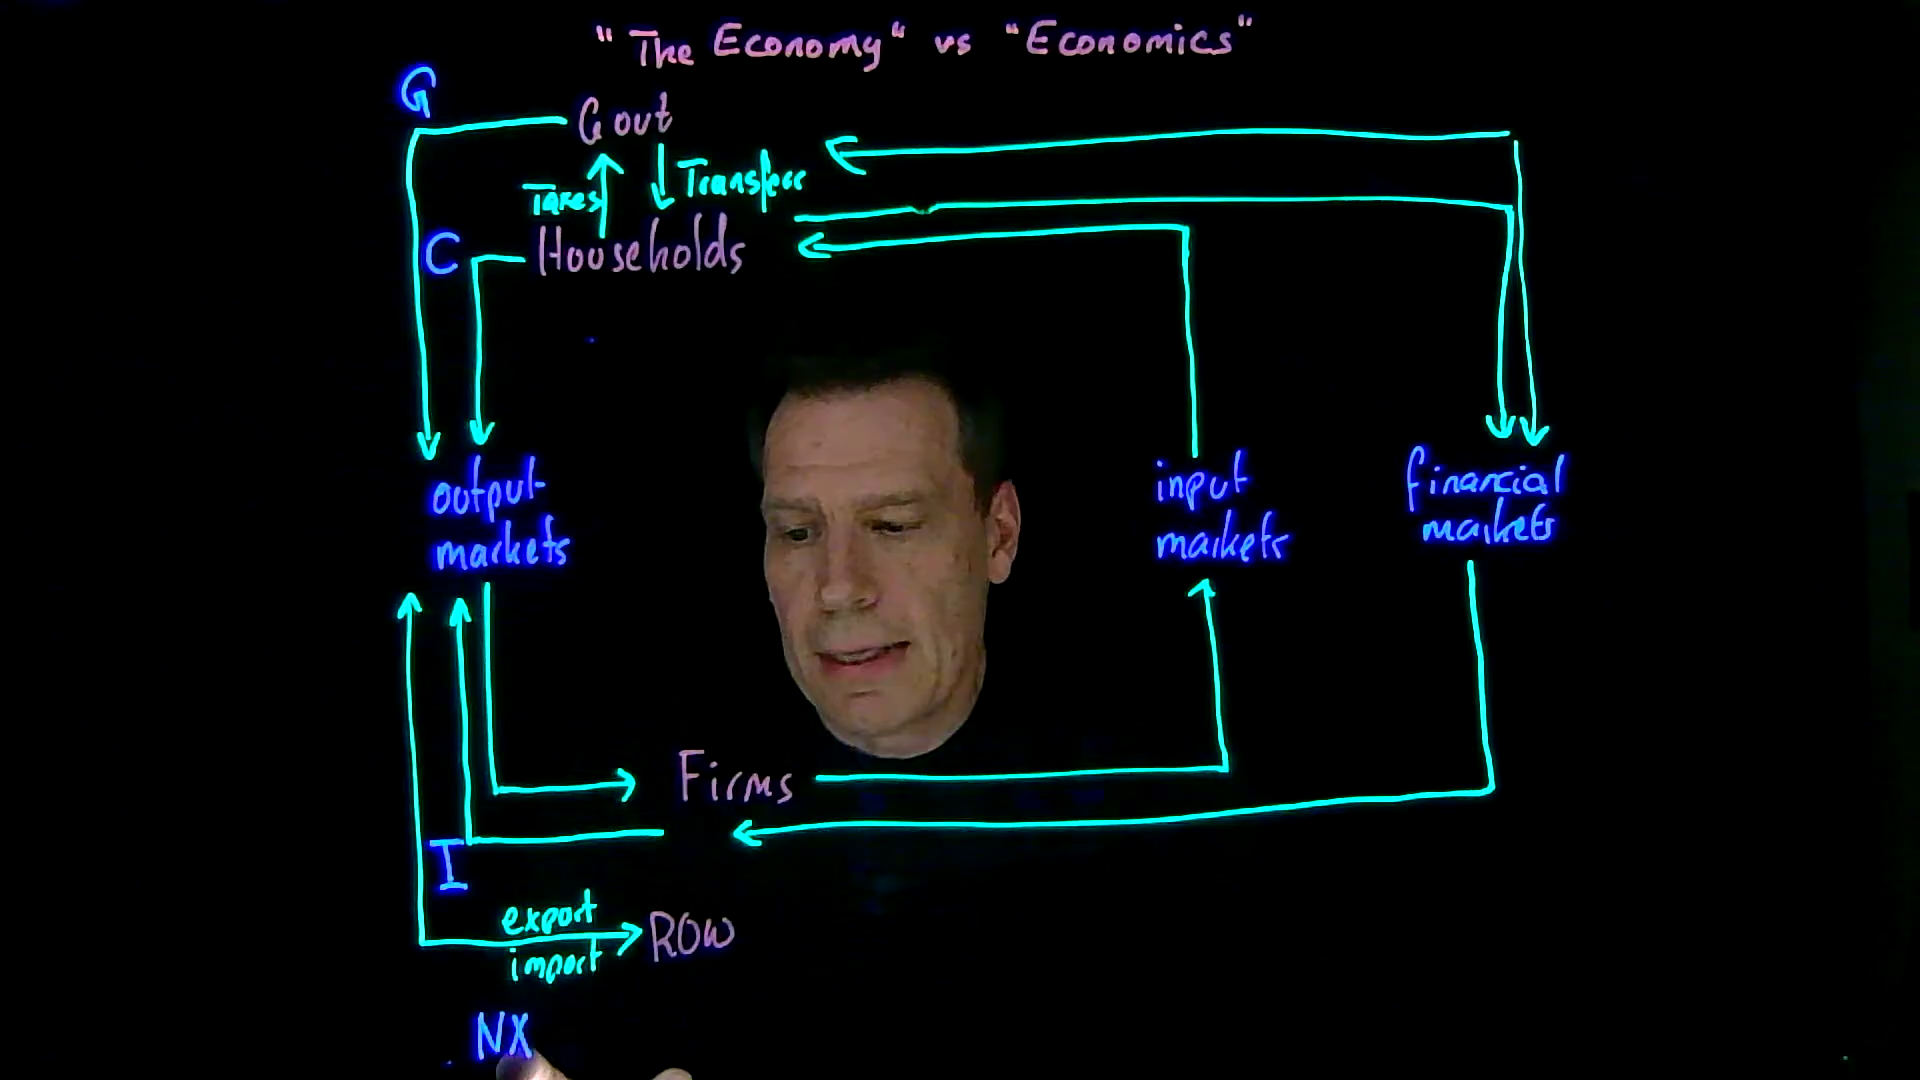 "The Economy" vs "Economics"
G
Gout
Taxes
Transfers
C
Households
output
markets
input
markets
financial
markets
Firms
I
export
import
ROW
NX